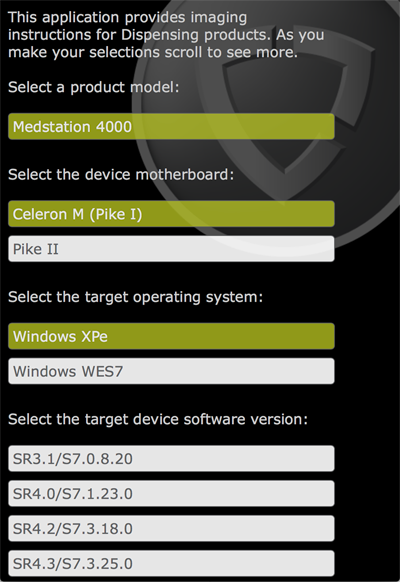 This application provides imaging
instructions for Dispensing products. As you
make your selections scroll to see more.
Select a product model:
Medstation 4000
Select the device motherboard:
Celeron M (Pike I)
Pike II
Select the target operating system:
Windows XPe
Windows WES7
Select the target device software version:
SR3.1/S7.0.8.20
SR4.0/S7.1.23.0
SR4.2/S7.3.18.0
SR4.3/S7.3.25.0